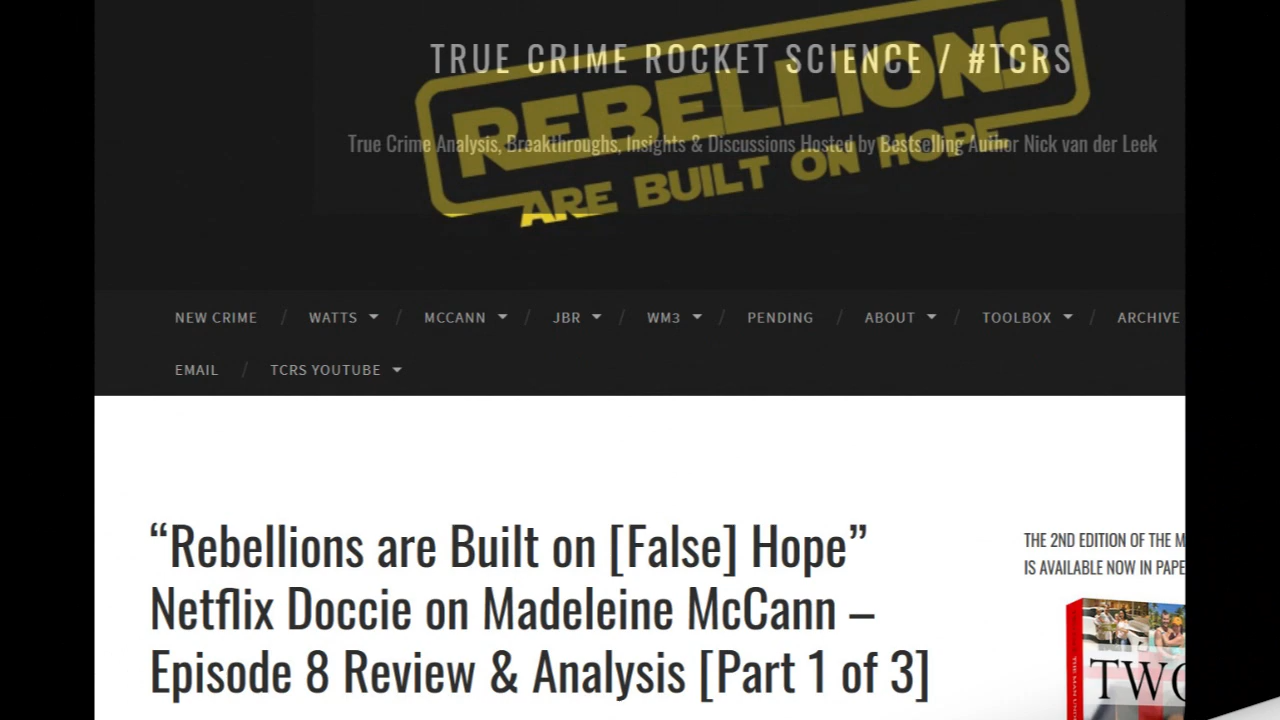 TRUE CRIME ROCKET SCIENCE / #TCRS
REBELLIONS
True Crime Analysis, Breakthroughs, Insights & Discussions Hosted by Bestselling Author Nick van der Leek
ARE BUILT ON HOPE
NEW CRIME / WATTS / MCCANN / JBR / WM3 / PENDING / ABOUT / TOOLBOX / ARCHIVE
EMAIL / TCRS YOUTUBE
“Rebellions are Built on [False] Hope”
Netflix Doccie on Madeleine McCann –
Episode 8 Review & Analysis [Part 1 of 3]
THE 2ND EDITION OF THE M
IS AVAILABLE NOW IN PAPE
TWO